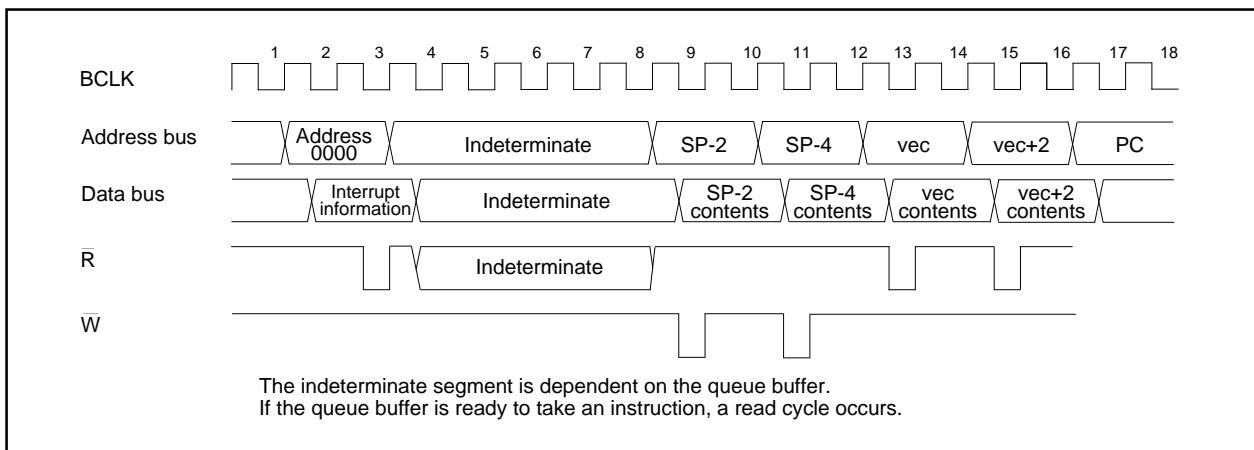 1 2 3 4 5 6 7 8 9 10 11 12 13 14 15 16 17 18
BCLK
Address bus
Address
0000
Indeterminate
SP-2
SP-4
vec
vec+2
PC
Data bus
Interrupt
information
Indeterminate
SP-2
contents
SP-4
contents
vec
contents
vec+2
contents
R̅
Indeterminate
W̅
The indeterminate segment is dependent on the queue buffer.
If the queue buffer is ready to take an instruction, a read cycle occurs.